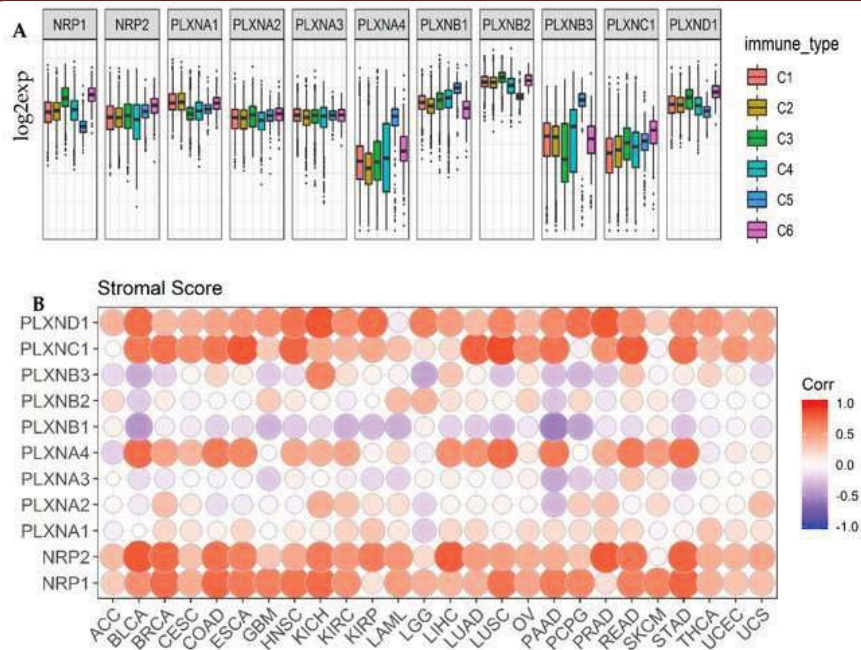 A
NRP1 NRP2 PLXNA1 PLXNA2 PLXNA3 PLXNA4 PLXNB1 PLXNB2 PLXNB3 PLXNC1 PLXND1
log2exp
immune_type
C1
C2
C3
C4
C5
C6
B
Stromal Score
PLXND1
PLXNC1
PLXNB3
PLXNB2
PLXNB1
PLXNA4
PLXNA3
PLXNA2
PLXNA1
NRP2
NRP1
ACC BLCA BRCA CESC COAD ESCA GBM HNSC KICH KIRC KIRP LAML LGG LIHC LUAD LUSC OV PAAD PCPG PRAD READ SKCM STAD THCA UCEC UCS
Corr
1.0
0.5
0.0
-0.5
-1.0